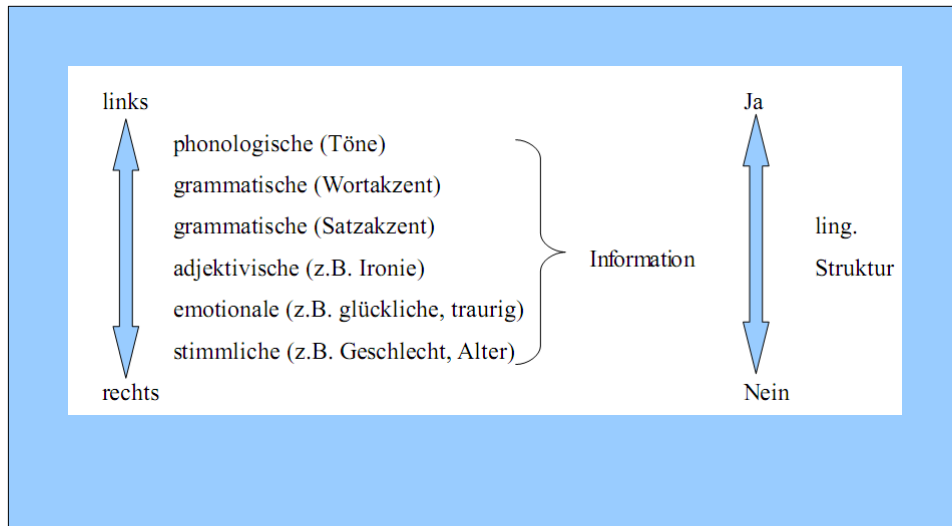 links
Ja
phonologische (Töne)
grammatische (Wortakzent)
grammatische (Satzakzent)
ling.
adjektivische (z.B. Ironie)
Information
Struktur
emotionale (z.B. glückliche, traurig)
stimmliche (z.B. Geschlecht, Alter)
rechts
Nein